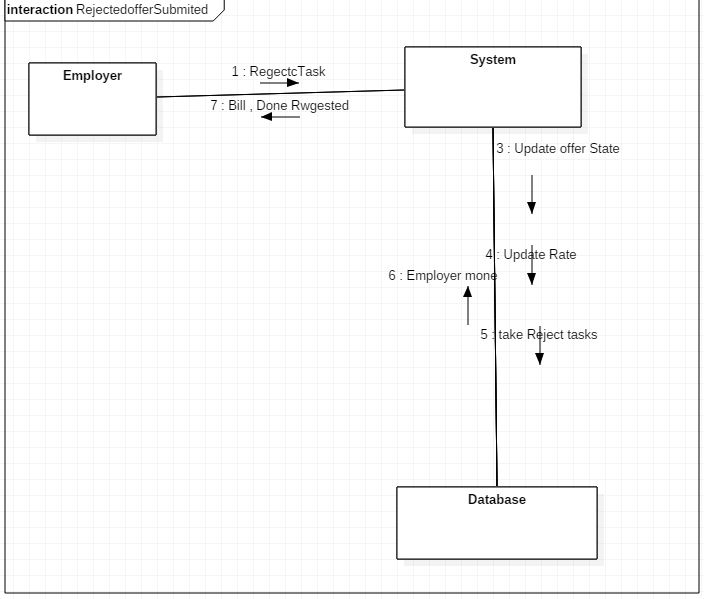 interaction RejectedofferSubmited
Employer
System
1 : RegectcTask
7 : Bill , Done Rwgested
3 : Update offer State
4 : Update Rate
6 : Employer mone
5 : take Reject tasks
Database